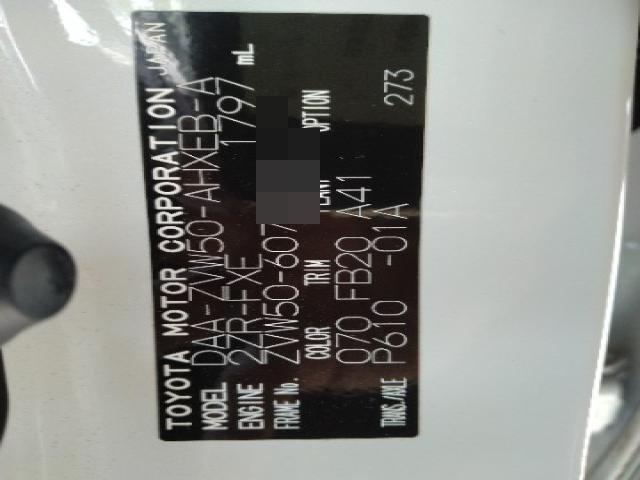 TOYOTA MOTOR CORPORATION JAPAN
MODEL DAA-ZVW50-AHXEB-A
ENGINE 2ZR-FXE 1797 mL
FRAME No. ZVW50-607
COLOR TRIM
070 FB20 A41
TRANS./AXLE P610 -01A 273